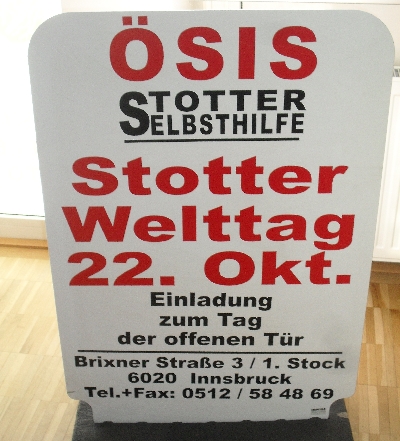 ÖSIS
STOTTER
SELBSTHILFE
Stotter
Welttag
22. Okt.
Einladung
zum Tag
der offenen Tür
Brixner Straße 3 / 1. Stock
6020 Innsbruck
Tel.+Fax: 0512 / 58 48 69